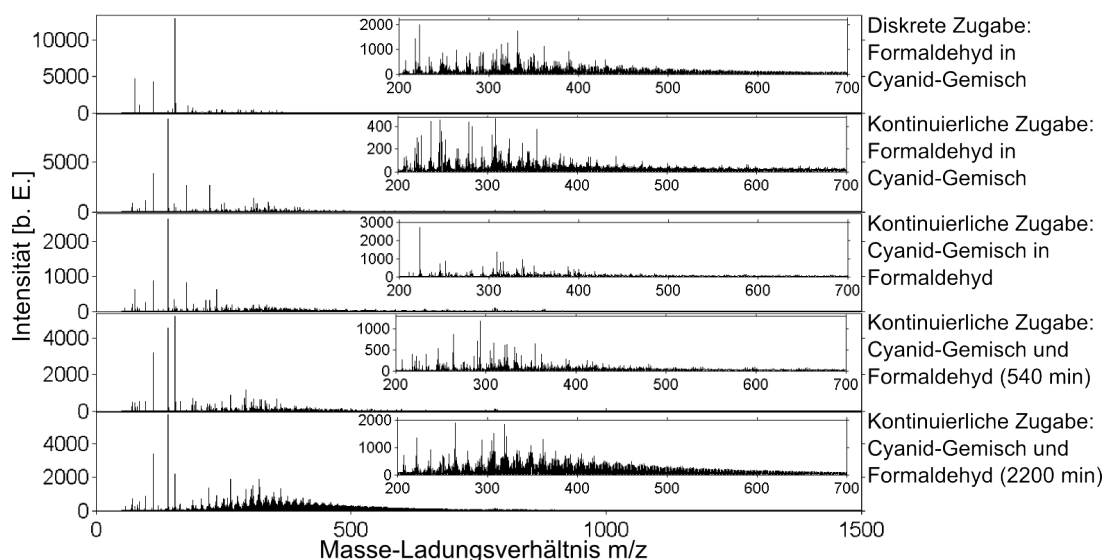 10000
5000
0
2000
1000
0
200 300 400 500 600 700
Diskrete Zugabe:
Formaldehyd in
Cyanid-Gemisch
5000
0
400
200
0
200 300 400 500 600 700
Kontinuierliche Zugabe:
Formaldehyd in
Cyanid-Gemisch
Intensität [b. E.]
2000
1000
0
3000
2000
1000
0
200 300 400 500 600 700
Kontinuierliche Zugabe:
Cyanid-Gemisch in
Formaldehyd
4000
2000
0
1000
500
0
200 300 400 500 600 700
Kontinuierliche Zugabe:
Cyanid-Gemisch und
Formaldehyd (540 min)
4000
2000
0
2000
1000
0
200 300 400 500 600 700
Kontinuierliche Zugabe:
Cyanid-Gemisch und
Formaldehyd (2200 min)
0 500 1000 1500
Masse-Ladungsverhältnis m/z